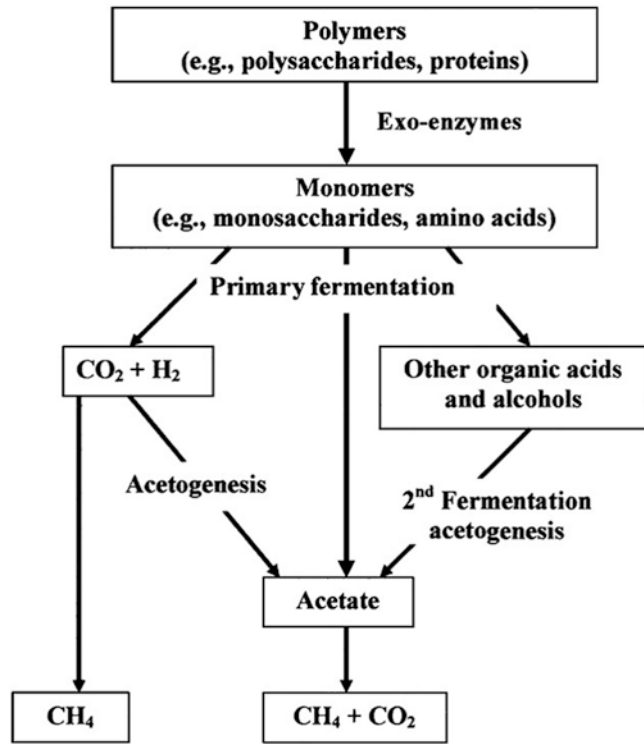 Polymers
(e.g., polysaccharides, proteins)
Exo-enzymes
Monomers
(e.g., monosaccharides, amino acids)
Primary fermentation
CO₂ + H₂
Other organic acids
and alcohols
Acetogenesis
2ⁿᵈ Fermentation
acetogenesis
Acetate
CH₄
CH₄ + CO₂